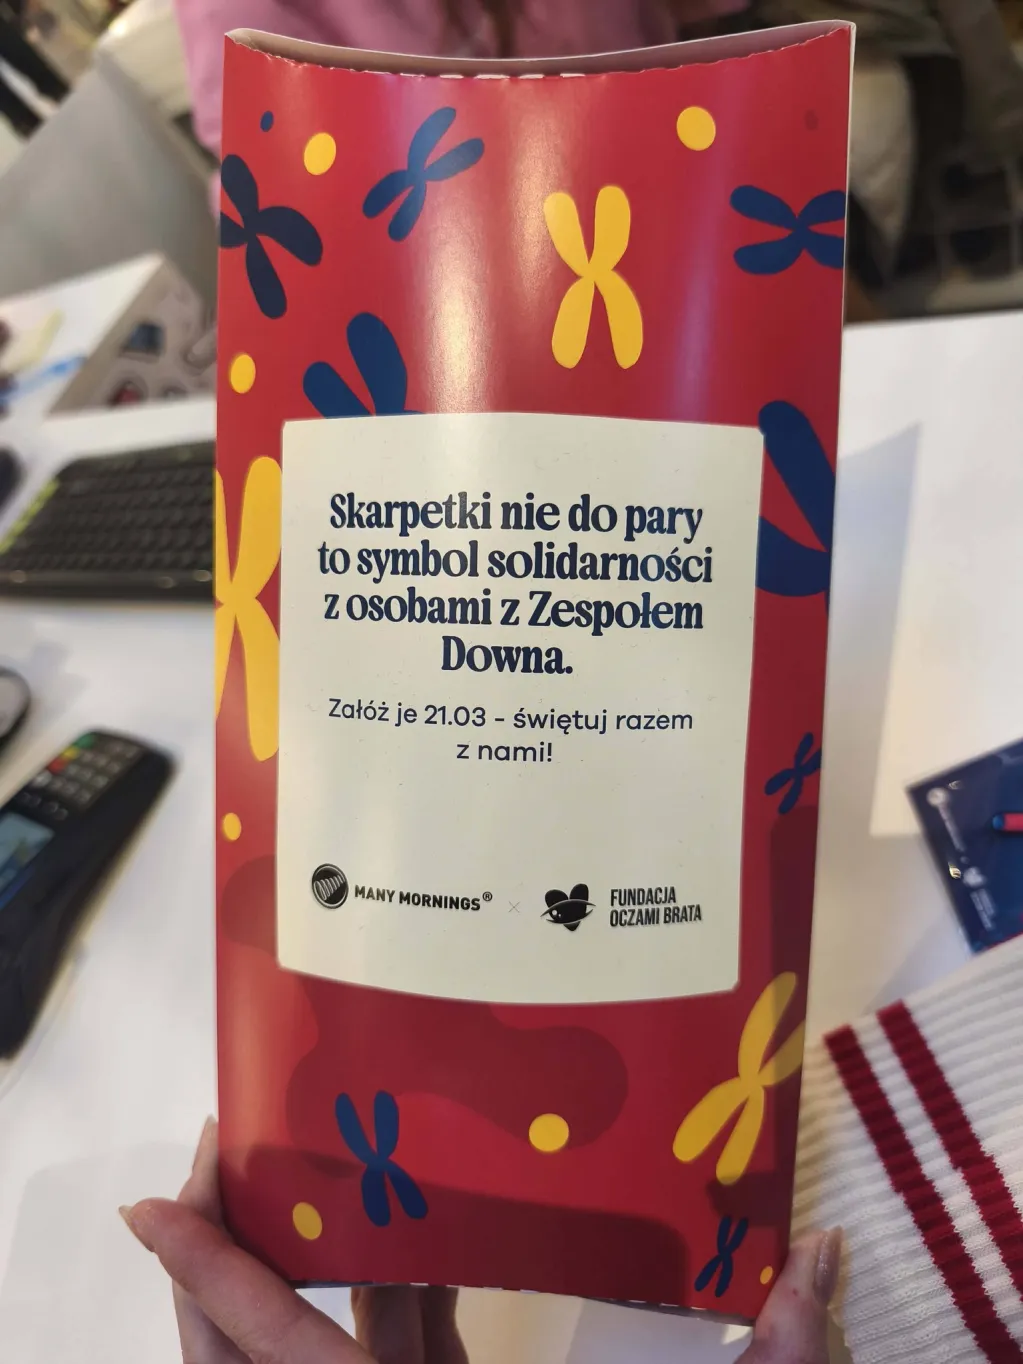 Skarpetki nie do pary
to symbol solidarności
z osobami z Zespołem
Downa.
Załóż je 21.03 - świętuj razem
z nami!
MANY MORNINGS® × FUNDACJA
OCZAMI BRATA